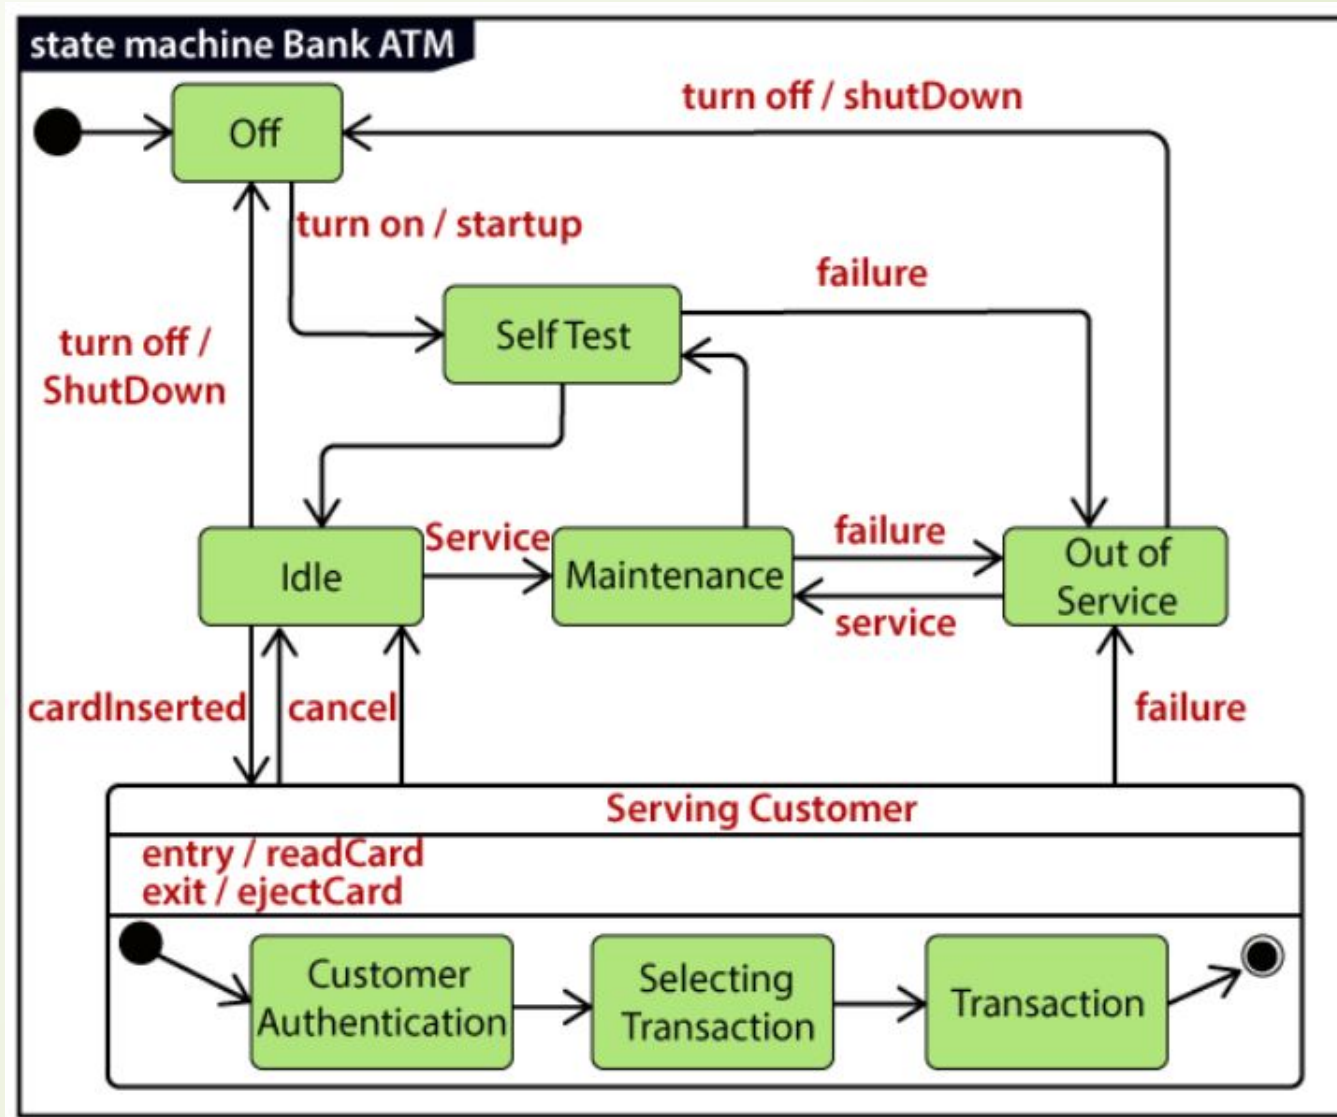 state machine Bank ATM
turn off / shutDown
Off
turn on / startup
failure
Self Test
turn off /
ShutDown
Service
failure
Idle
Maintenance
Out of
Service
service
cardInserted
cancel
failure
Serving Customer
entry / readCard
exit / ejectCard
Customer
Authentication
Selecting
Transaction
Transaction